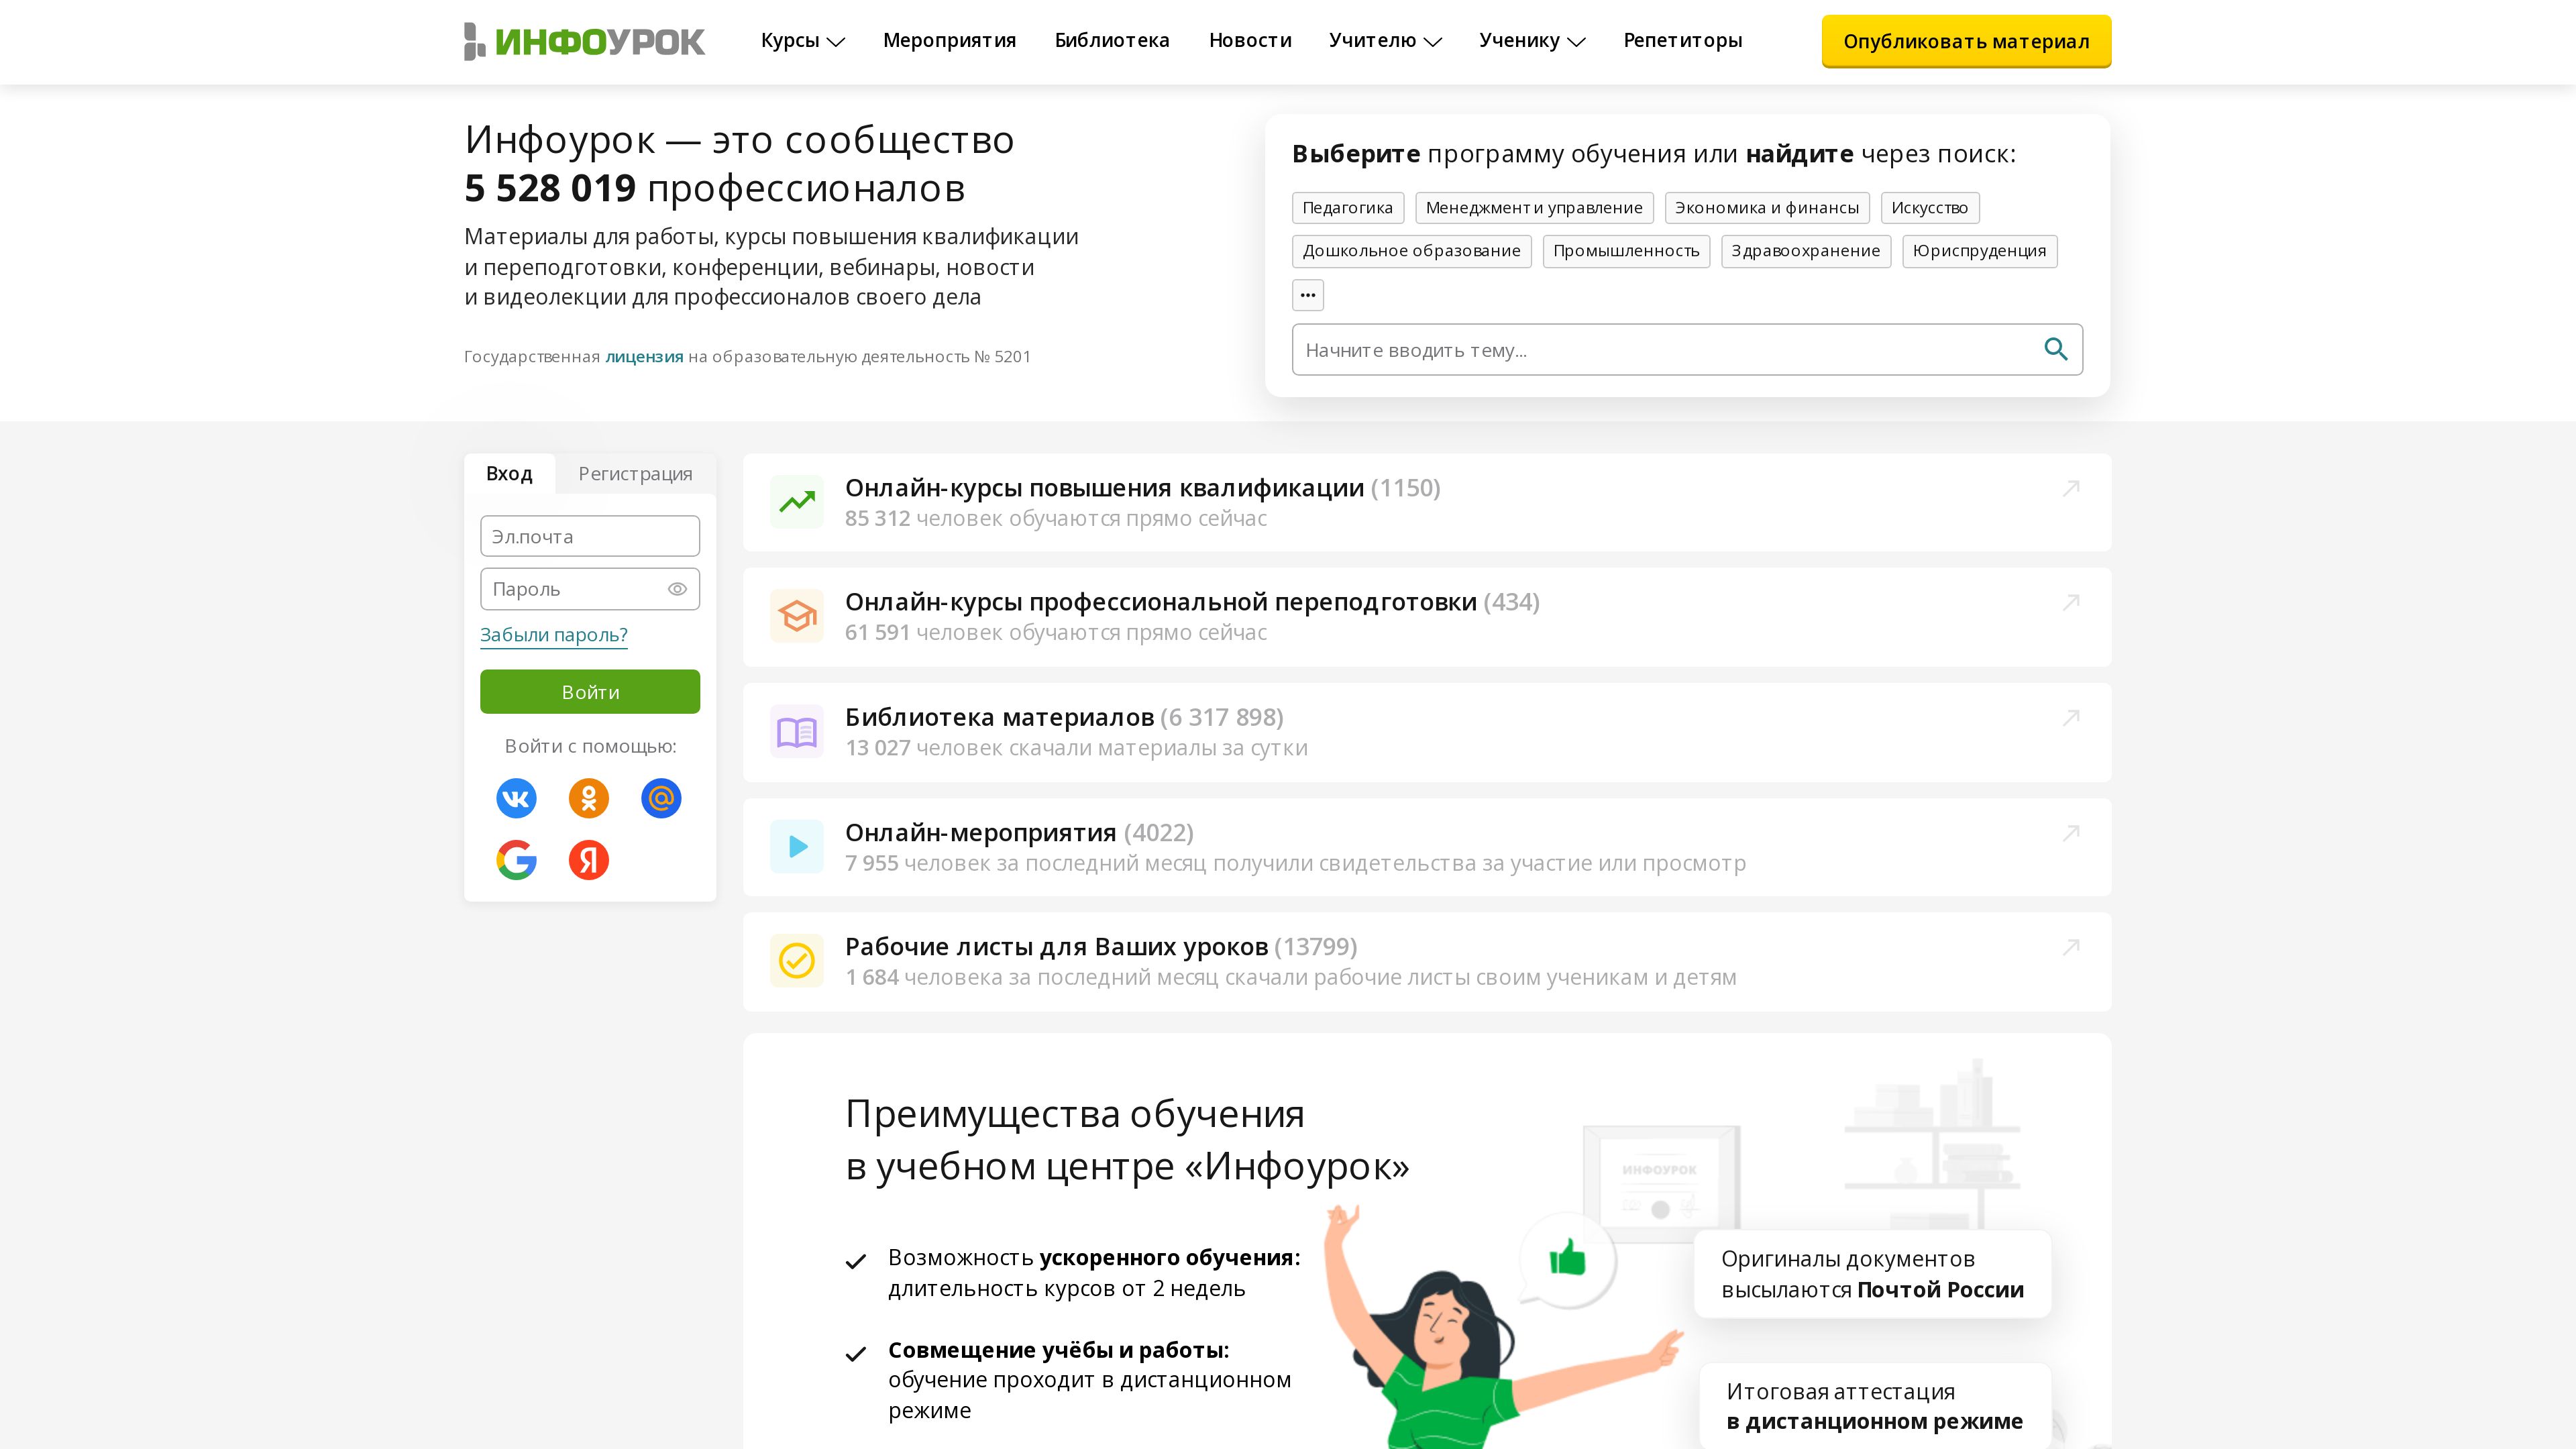 ИНФОУРОК
Курсы
Мероприятия
Библиотека
Новости
Учителю
Ученику
Репетиторы
Опубликовать материал
Инфоурок — это сообщество
5 528 019 профессионалов
Материалы для работы, курсы повышения квалификации
и переподготовки, конференции, вебинары, новости
и видеолекции для профессионалов своего дела
Государственная лицензия на образовательную деятельность № 5201
Выберите программу обучения или найдите через поиск:
Педагогика
Менеджмент и управление
Экономика и финансы
Искусство
Дошкольное образование
Промышленность
Здравоохранение
Юриспруденция
...
Начните вводить тему...
Вход
Регистрация
Эл.почта
Пароль
Забыли пароль?
Войти
Войти с помощью:
Онлайн-курсы повышения квалификации (1150)
85 312 человек обучаются прямо сейчас
Онлайн-курсы профессиональной переподготовки (434)
61 591 человек обучаются прямо сейчас
Библиотека материалов (6 317 898)
13 027 человек скачали материалы за сутки
Онлайн-мероприятия (4022)
7 955 человек за последний месяц получили свидетельства за участие или просмотр
Рабочие листы для Ваших уроков (13799)
1 684 человека за последний месяц скачали рабочие листы своим ученикам и детям
Преимущества обучения
в учебном центре «Инфоурок»
ИНФОУРОК
Возможность ускоренного обучения:
длительность курсов от 2 недель
Совмещение учёбы и работы:
обучение проходит в дистанционном
режиме
Оригиналы документов
высылаются Почтой России
Итоговая аттестация
в дистанционном режиме